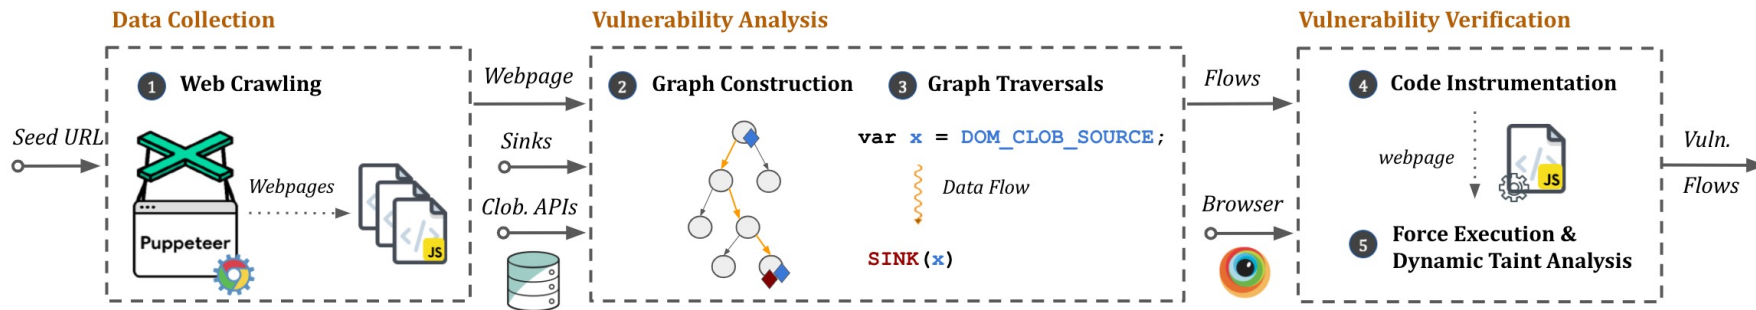 Data Collection
Vulnerability Analysis
Vulnerability Verification
Seed URL
1 Web Crawling
Webpages
Puppeteer
</>
JS
Webpage
Sinks
Clob. APIs
2 Graph Construction
3 Graph Traversals
var x = DOM_CLOB_SOURCE;
Data Flow
SINK(x)
Flows
Browser
4 Code Instrumentation
webpage
</>
JS
5 Force Execution &
Dynamic Taint Analysis
Vuln.
Flows